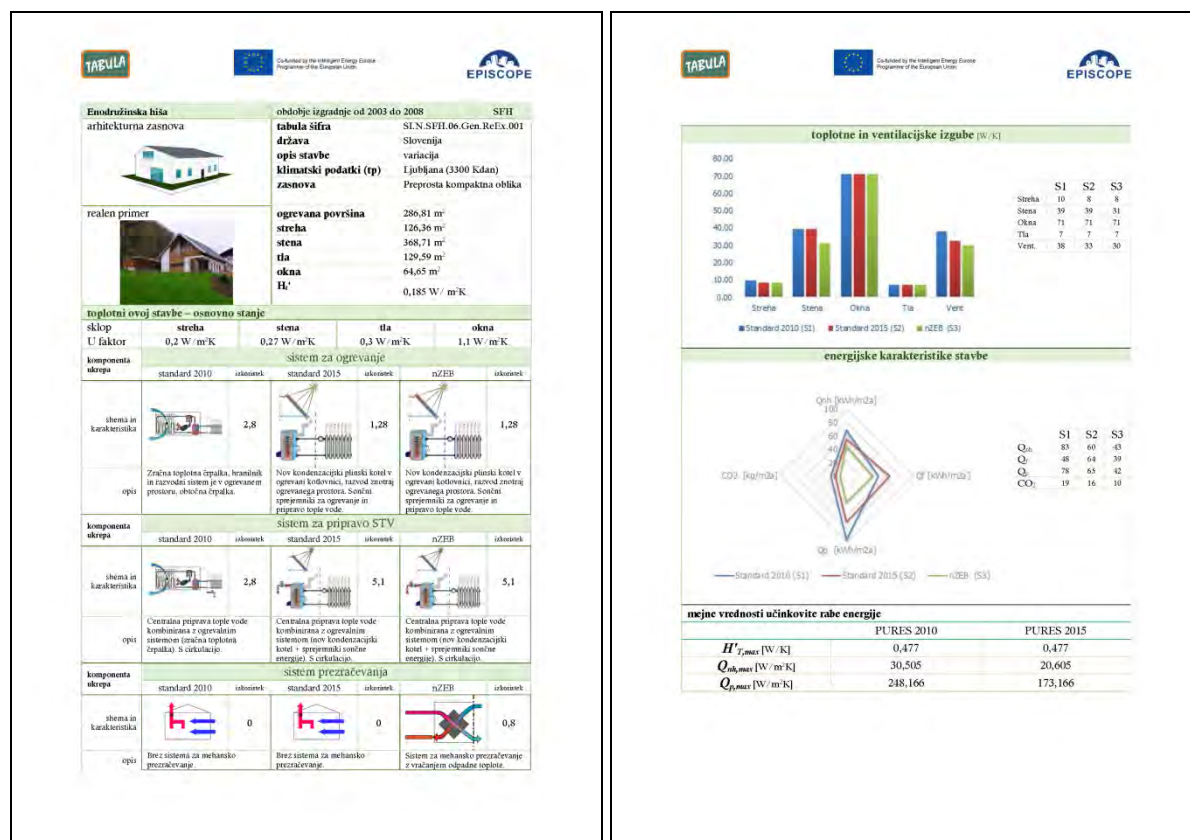 TABULA
Co-funded by the Intelligent Energy Europe
Programme of the European Union
EPISCOPE
Enodružinska hiša obdobje izgradnje od 2003 do 2008 SFH
arhitekturna zasnova
tabula šifra SI.N.SFH.06.Gen.ReEx.001
država Slovenija
opis stavbe variacija
klimatski podatki (tp) Ljubljana (3300 Kdan)
zasnova Preprosta kompaktna oblika
realen primer
ogrevana površina 286,81 m²
streha 126,36 m²
stena 368,71 m²
tla 129,59 m²
okna 64,65 m²
Hₜ' 0,185 W/m²K
toplotni ovoj stavbe – osnovno stanje
sklop streha stena tla okna
U faktor 0,2 W/m²K 0,27 W/m²K 0,3 W/m²K 1,1 W/m²K
komponenta ukrepa sistem za ogrevanje
standard 2010 izkoristek standard 2015 izkoristek nZEB izkoristek
shema in karakteristika 2,8 1,28 1,28
opis
Zračna toplotna črpalka, hranilnik
in razvodni sistem je v ogrevanem
prostoru, obtočna črpalka.
Nov kondenzacijski plinski kotel v
ogrevani kotlovnici, razvod znotraj
ogrevanega prostora. Sončni
sprejemniki za ogrevanje in
pripravo tople vode.
Nov kondenzacijski plinski kotel v
ogrevani kotlovnici, razvod znotraj
ogrevanega prostora. Sončni
sprejemniki za ogrevanje in
pripravo tople vode.
komponenta ukrepa sistem za pripravo STV
standard 2010 izkoristek standard 2015 izkoristek nZEB izkoristek
shema in karakteristika 2,8 5,1 5,1
opis
Centralna priprava tople vode
kombinirana z ogrevalnim
sistemom (zračna toplotna
črpalka). S cirkulacijo.
Centralna priprava tople vode
kombinirana z ogrevalnim
sistemom (nov kondenzacijski
kotel + sprejemniki sončne
energije). S cirkulacijo.
Centralna priprava tople vode
kombinirana z ogrevalnim
sistemom (nov kondenzacijski
kotel + sprejemniki sončne
energije). S cirkulacijo.
komponenta ukrepa sistem prezračevanja
standard 2010 izkoristek standard 2015 izkoristek nZEB izkoristek
shema in karakteristika 0 0 0,8
opis
Brez sistema za mehansko
prezračevanje.
Brez sistema za mehansko
prezračevanje.
Sistem za mehansko prezračevanje
z vračanjem odpadne toplote.
TABULA
Co-funded by the Intelligent Energy Europe
Programme of the European Union
EPISCOPE
toplotne in ventilacijske izgube [W/K]
80.00
70.00
60.00
50.00
40.00
30.00
20.00
10.00
0.00
Streha Stena Okna Tla Vent
Standard 2010 (S1) Standard 2015 (S2) nZEB (S3)
S1 S2 S3
Streha 10 8 8
Stena 39 39 31
Okna 71 71 71
Tla 7 7 7
Vent. 38 33 30
energijske karakteristike stavbe
Qnh [kWh/m2a]
100
80
60
40
20
CO2 [kg/m2a]
Qf [kWh/m2a]
Qp [kWh/m2a]
Standard 2010 (S1) Standard 2015 (S2) nZEB (S3)
S1 S2 S3
Qₙₕ 83 60 43
Q_f 48 64 39
Qₚ 78 65 42
CO₂ 19 16 10
mejne vrednosti učinkovite rabe energije
PURES 2010 PURES 2015
H'T,max [W/K] 0,477 0,477
Qnh,max [W/m²K] 30,505 20,605
Qp,max [W/m²K] 248,166 173,166